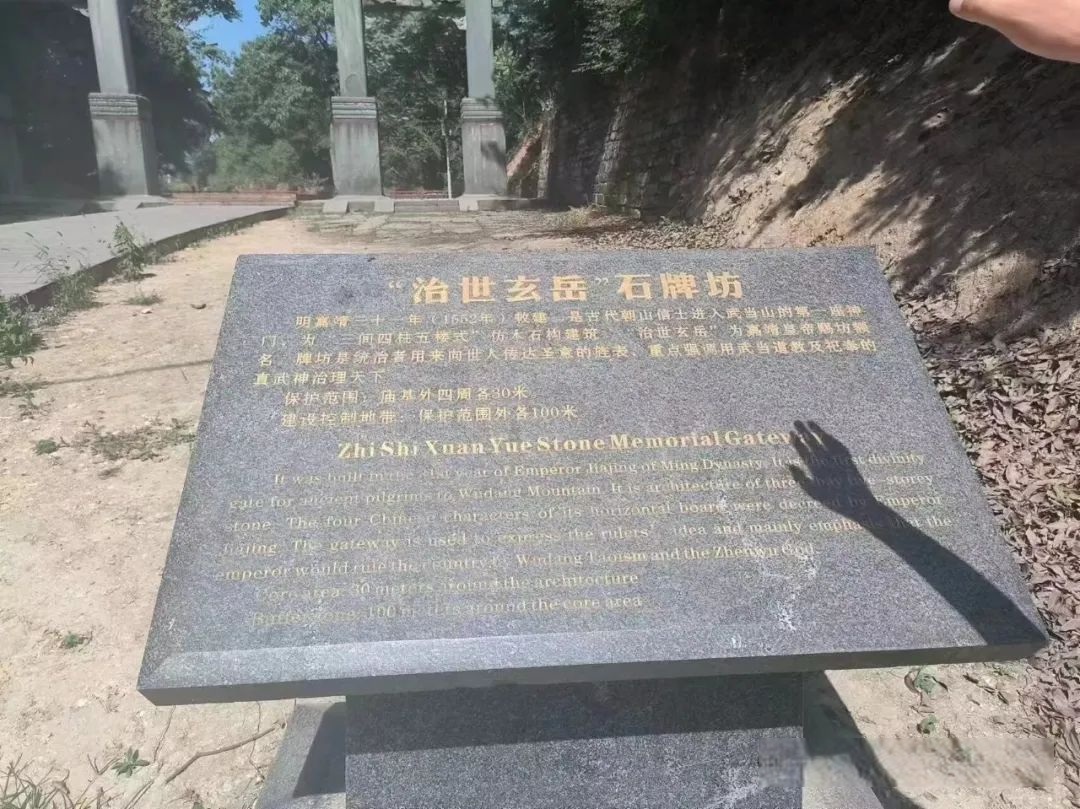 “治世玄岳”石牌坊
明嘉靖三十一年(1552年)敕建 是古代朝山信士进入武当山的第一座神
门,为“三间四柱五楼式”仿木石构建筑 “治世玄岳”为嘉靖皇帝赐坊额
名 牌坊是统治者用来向世人传达圣意的旌表,重点强调用武当道教及祀奉的
真武神治理天下
保护范围:庙基外四周各30米
建设控制地带:保护范围外各100米
Zhi Shi Xuan Yue Stone Memorial Gateway
It was built in the 31st year of Emperor Jiajing of Ming Dynasty. It is the first divinity
gate for ancient pilgrims to Wudang Mountain. It is architecture of three-bay storey
stone. The four Chinese characters of its horizontal board were decreed by emperor
Jiajing. The gateway is used to express the rulers' idea and mainly emphasize that the
emperor would rule the country by Wudang Taoism and the Zhenwu God.
Core area: 30 meters around the architecture
Buffer zone: 100 meters around the core area